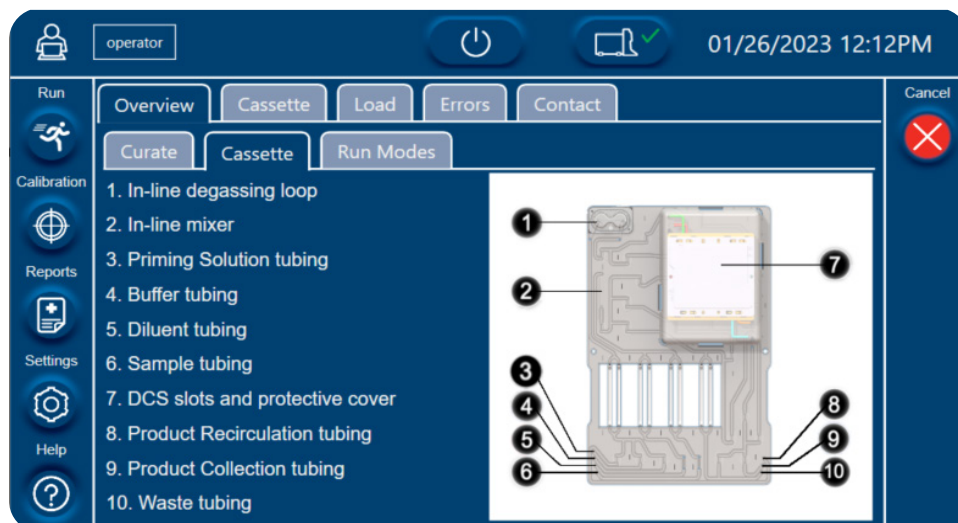 operator
01/26/2023 12:12PM
Run
Calibration
Reports
Settings
Help
Overview Cassette Load Errors Contact
Curate Cassette Run Modes
1. In-line degassing loop
2. In-line mixer
3. Priming Solution tubing
4. Buffer tubing
5. Diluent tubing
6. Sample tubing
7. DCS slots and protective cover
8. Product Recirculation tubing
9. Product Collection tubing
10. Waste tubing
1
2
3
4
5
6
7
8
9
10
Cancel